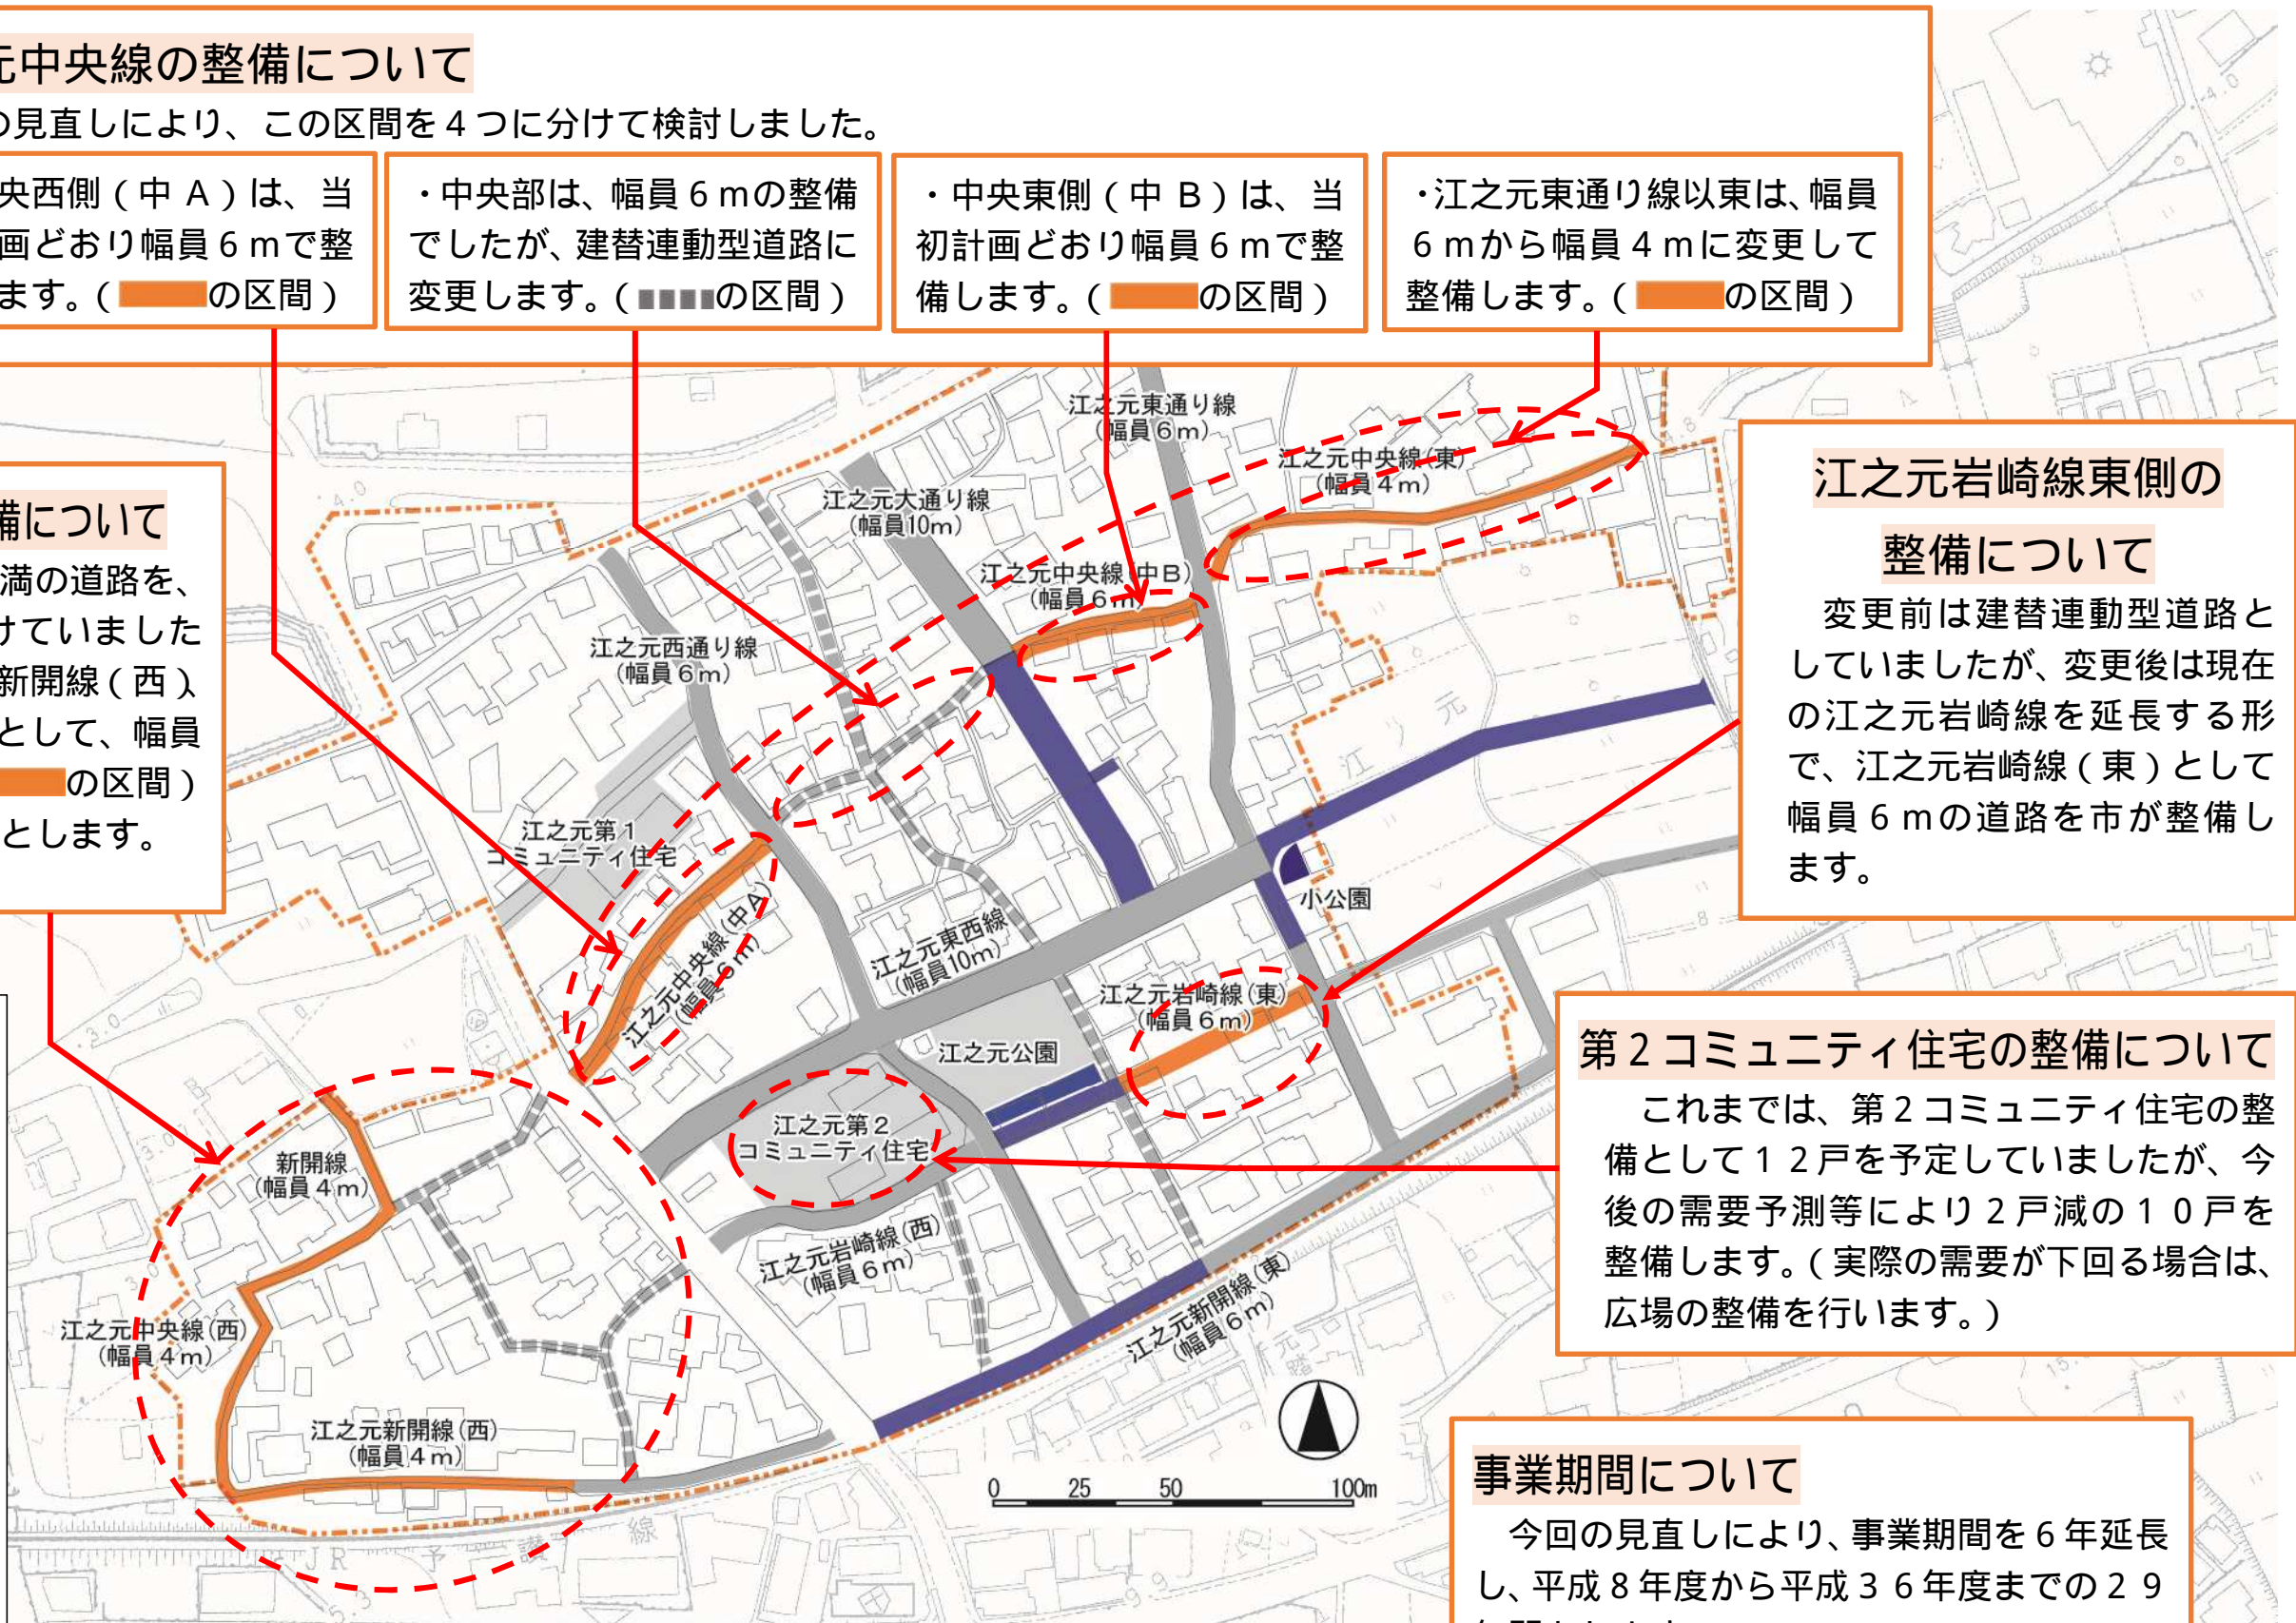 元中央線の整備について
の見直しにより、この区間を４つに分けて検討しました。
央西側（中Ａ）は、当
画どおり幅員６ｍで整
ます。（　　の区間）
・中央部は、幅員６ｍの整備
でしたが、建替連動型道路に
変更します。（　　の区間）
・中央東側（中Ｂ）は、当
初計画どおり幅員６ｍで整
備します。（　　の区間）
・江之元東通り線以東は、幅員
６ｍから幅員４ｍに変更して
整備します。（　　の区間）
備について
満の道路を、
けていました
新開線（西）、
として、幅員
の区間）
とします。
江之元岩崎線東側の
整備について
変更前は建替連動型道路と
していましたが、変更後は現在
の江之元岩崎線を延長する形
で、江之元岩崎線（東）として
幅員６ｍの道路を市が整備し
ます。
第２コミュニティ住宅の整備について
これまでは、第２コミュニティ住宅の整
備として１２戸を予定していましたが、今
後の需要予測等により２戸減の１０戸を
整備します。（実際の需要が下回る場合は、
広場の整備を行います。）
事業期間について
今回の見直しにより、事業期間を６年延長
し、平成８年度から平成３６年度までの２９
江之元東通り線
(幅員６ｍ)
江之元中央線(東)
(幅員４ｍ)
江之元大通り線
(幅員10ｍ)
江之元中央線(中Ｂ)
(幅員６ｍ)
江之元西通り線
(幅員６ｍ)
江之元第１
コミュニティ住宅
江之元中央線(中Ａ)
(幅員６ｍ)
江之元東西線
(幅員10ｍ)
小公園
江ノ元
江之元岩崎線(東)
(幅員６ｍ)
江之元公園
江之元第２
コミュニティ住宅
江之元岩崎線(西)
(幅員６ｍ)
江之元新開線(東)
(幅員６ｍ)
新開線
(幅員４ｍ)
江之元中央線(西)
(幅員４ｍ)
江之元新開線(西)
(幅員４ｍ)
ＪＲ予讃線
0 25 50 100m
4.0
4.0
3.0
3.0